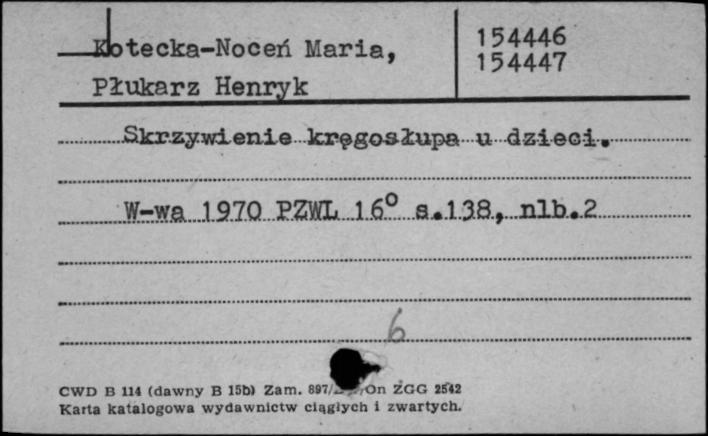 Kotecka-Noceń Maria,
Płukarz Henryk
154446
154447
Skrzywienie kręgosłupa u dzieci.
W-wa 1970 PZWL 16° s.138, nlb.2
6
CWD B 114 (dawny B 15b) Zam. 897/ On ZGG 2542
Karta katalogowa wydawnictw ciągłych i zwartych.